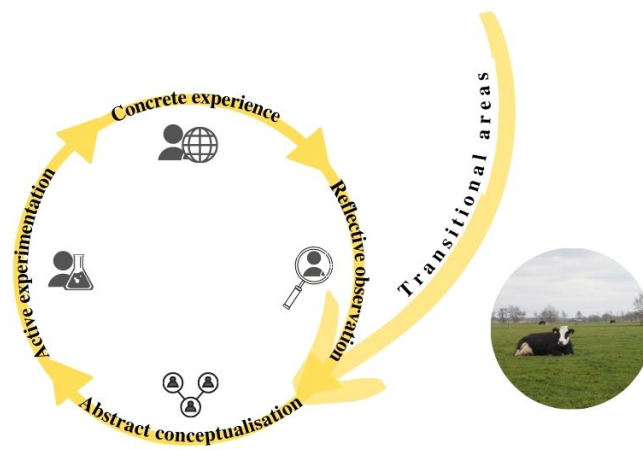 Concrete experience
Transitional areas
Reflective observation
Active experimentation
Abstract conceptualisation